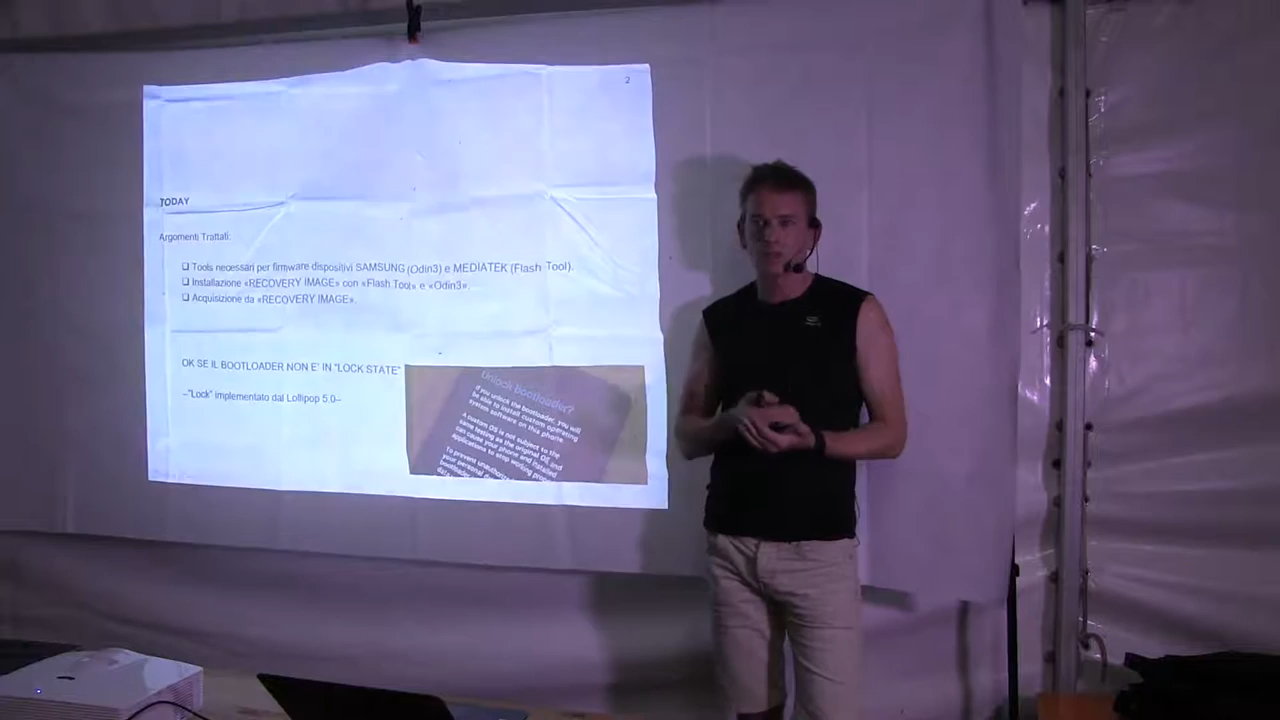 2
TODAY
Argomenti Trattati:
❑ Tools necessari per firmware dispositivi SAMSUNG (Odin3) e MEDIATEK (Flash Tool).
❑ Installazione «RECOVERY IMAGE» con «Flash Tool» e «Odin3».
❑ Acquisizione da «RECOVERY IMAGE».
OK SE IL BOOTLOADER NON E' IN "LOCK STATE"
–"Lock" implementato dal Lollipop 5.0–
Unlock bootloader?
If you unlock the bootloader, you will
be able to install custom operating
system software on this phone.
A custom OS is not subject to the
same testing as the original OS, and
can cause your phone and installed
applications to stop working
To prevent
your personal